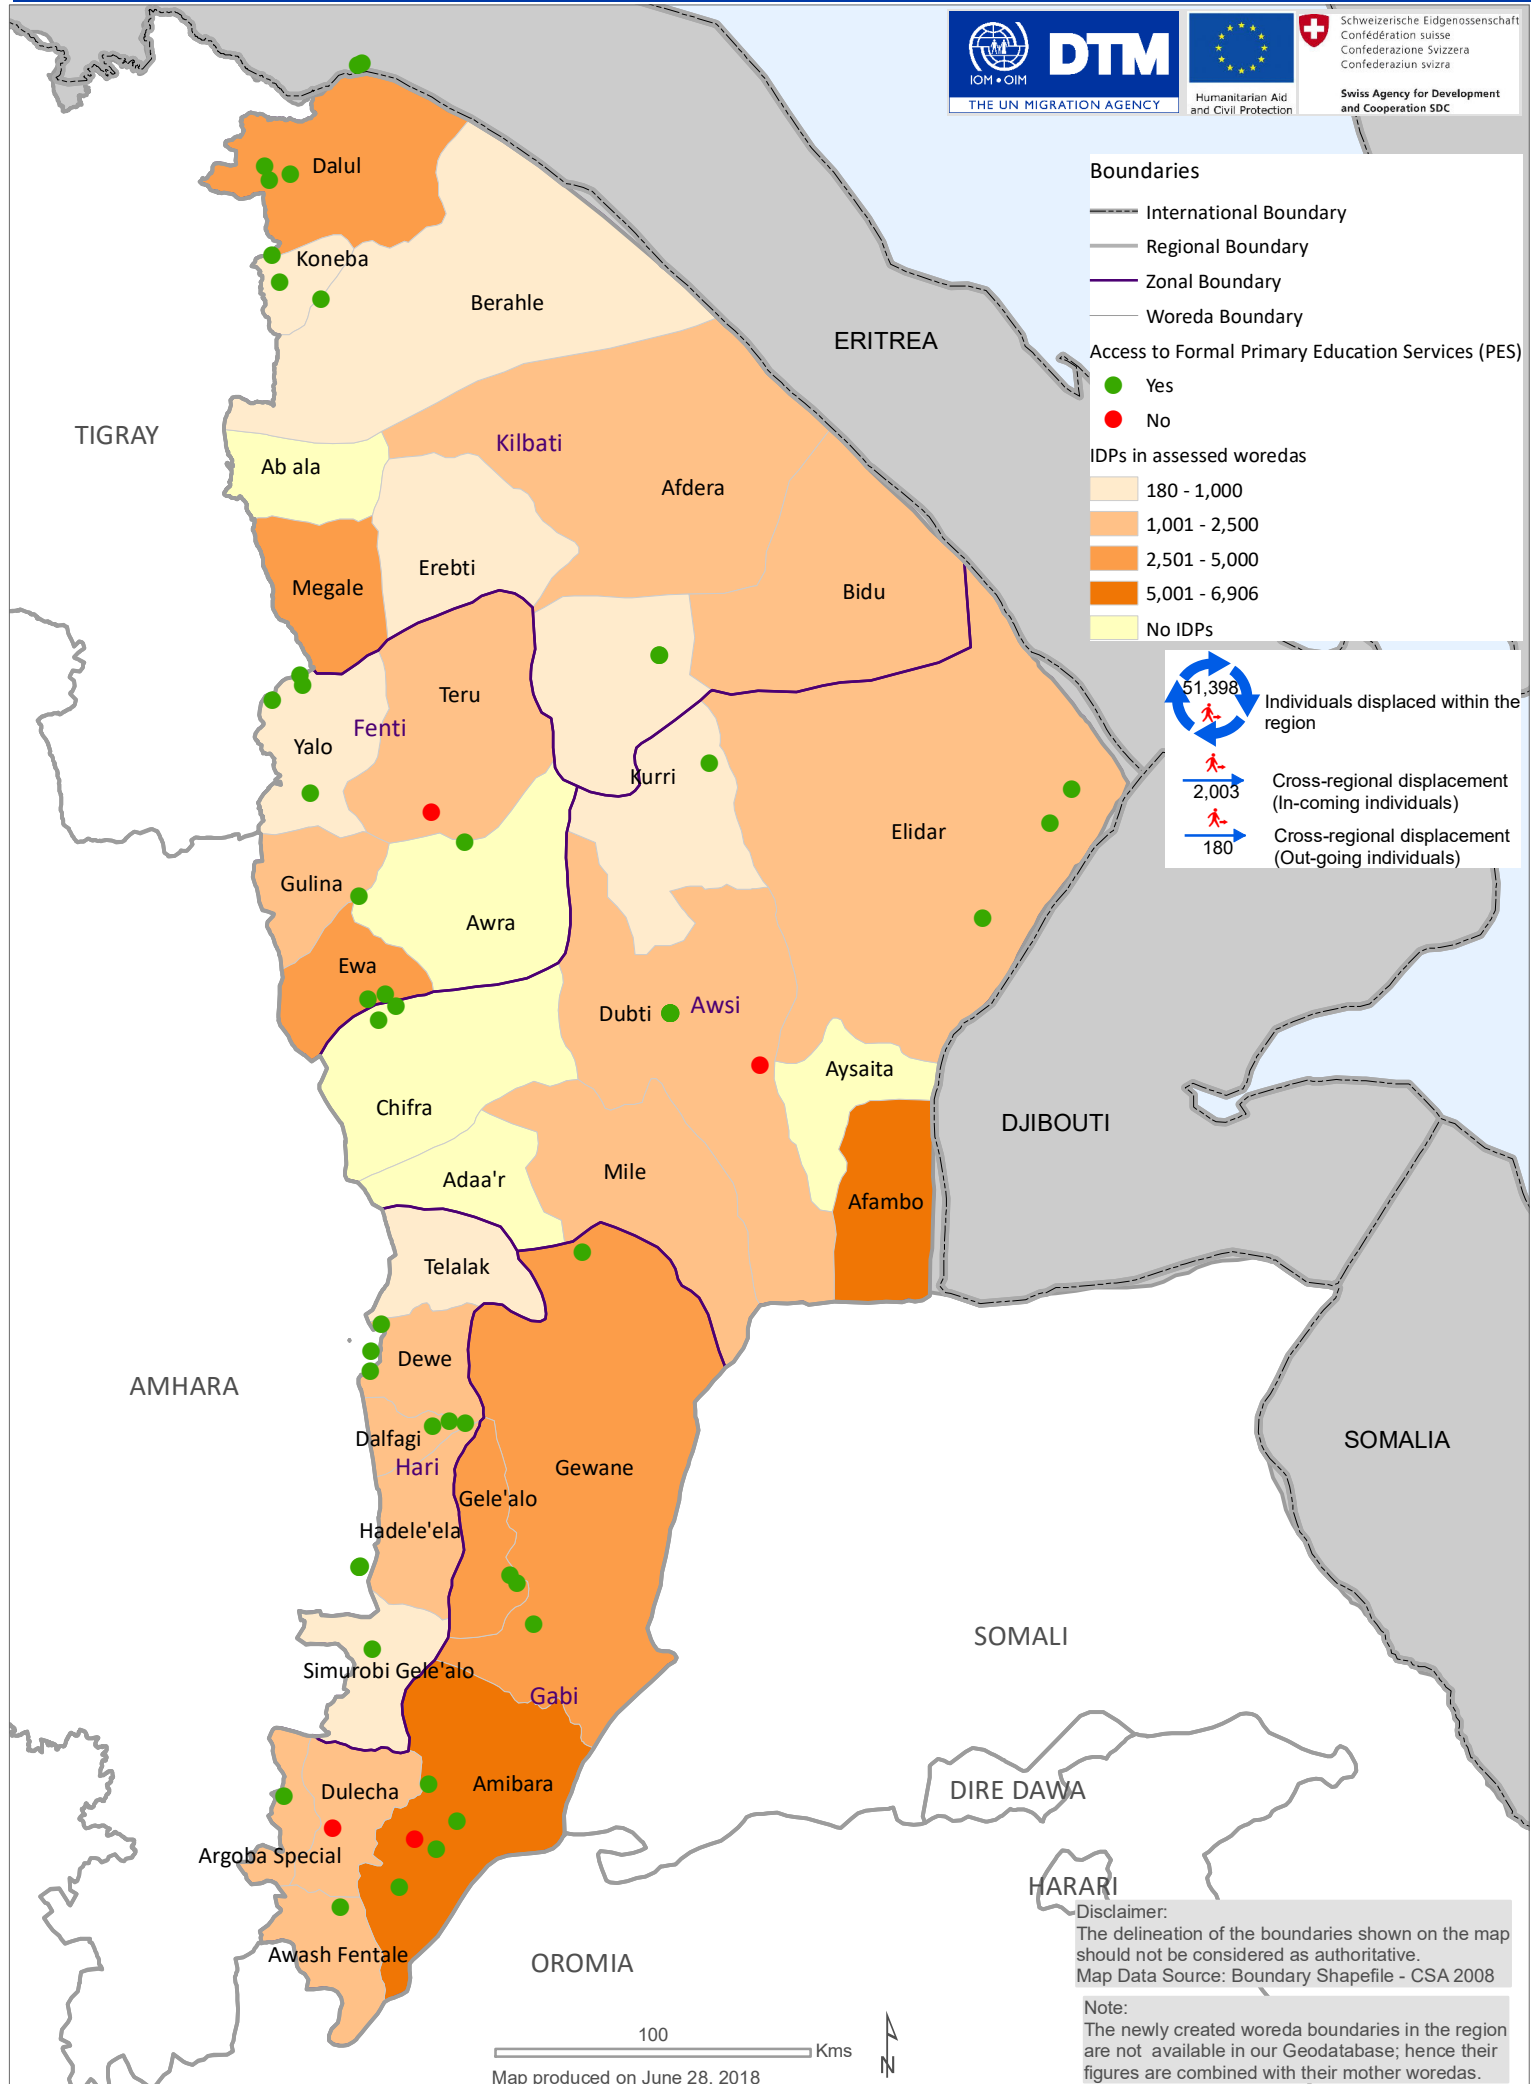 IOM • OIM
DTM
THE UN MIGRATION AGENCY
Humanitarian Aid
and Civil Protection
Schweizerische Eidgenossenschaft
Confédération suisse
Confederazione Svizzera
Confederaziun svizra
Swiss Agency for Development
and Cooperation SDC
Boundaries
International Boundary
Regional Boundary
Zonal Boundary
Woreda Boundary
Access to Formal Primary Education Services (PES)
Yes
No
IDPs in assessed woredas
180 - 1,000
1,001 - 2,500
2,501 - 5,000
5,001 - 6,906
No IDPs
51,398
Individuals displaced within the
region
2,003
Cross-regional displacement
(In-coming individuals)
180
Cross-regional displacement
(Out-going individuals)
Dalul
Koneba
Berahle
ERITREA
TIGRAY
Kilbati
Ab ala
Afdera
Erebti
Megale
Bidu
Teru
Fenti
Yalo
Kurri
Elidar
Gulina
Awra
Ewa
Dubti
Awsi
Aysaita
Chifra
DJIBOUTI
Adaa'r
Mile
Afambo
Telalak
Dewe
AMHARA
Dalfagi
Hari
Gewane
SOMALIA
Gele'alo
Hadele'ela
SOMALI
Simurobi Gele'alo
Gabi
Amibara
Dulecha
DIRE DAWA
Argoba Special
HARARI
Awash Fentale
OROMIA
Disclaimer:
The delineation of the boundaries shown on the map
should not be considered as authoritative.
Map Data Source: Boundary Shapefile - CSA 2008
Note:
The newly created woreda boundaries in the region
are not available in our Geodatabase; hence their
figures are combined with their mother woredas.
100
Kms
N
Map produced on June 28, 2018